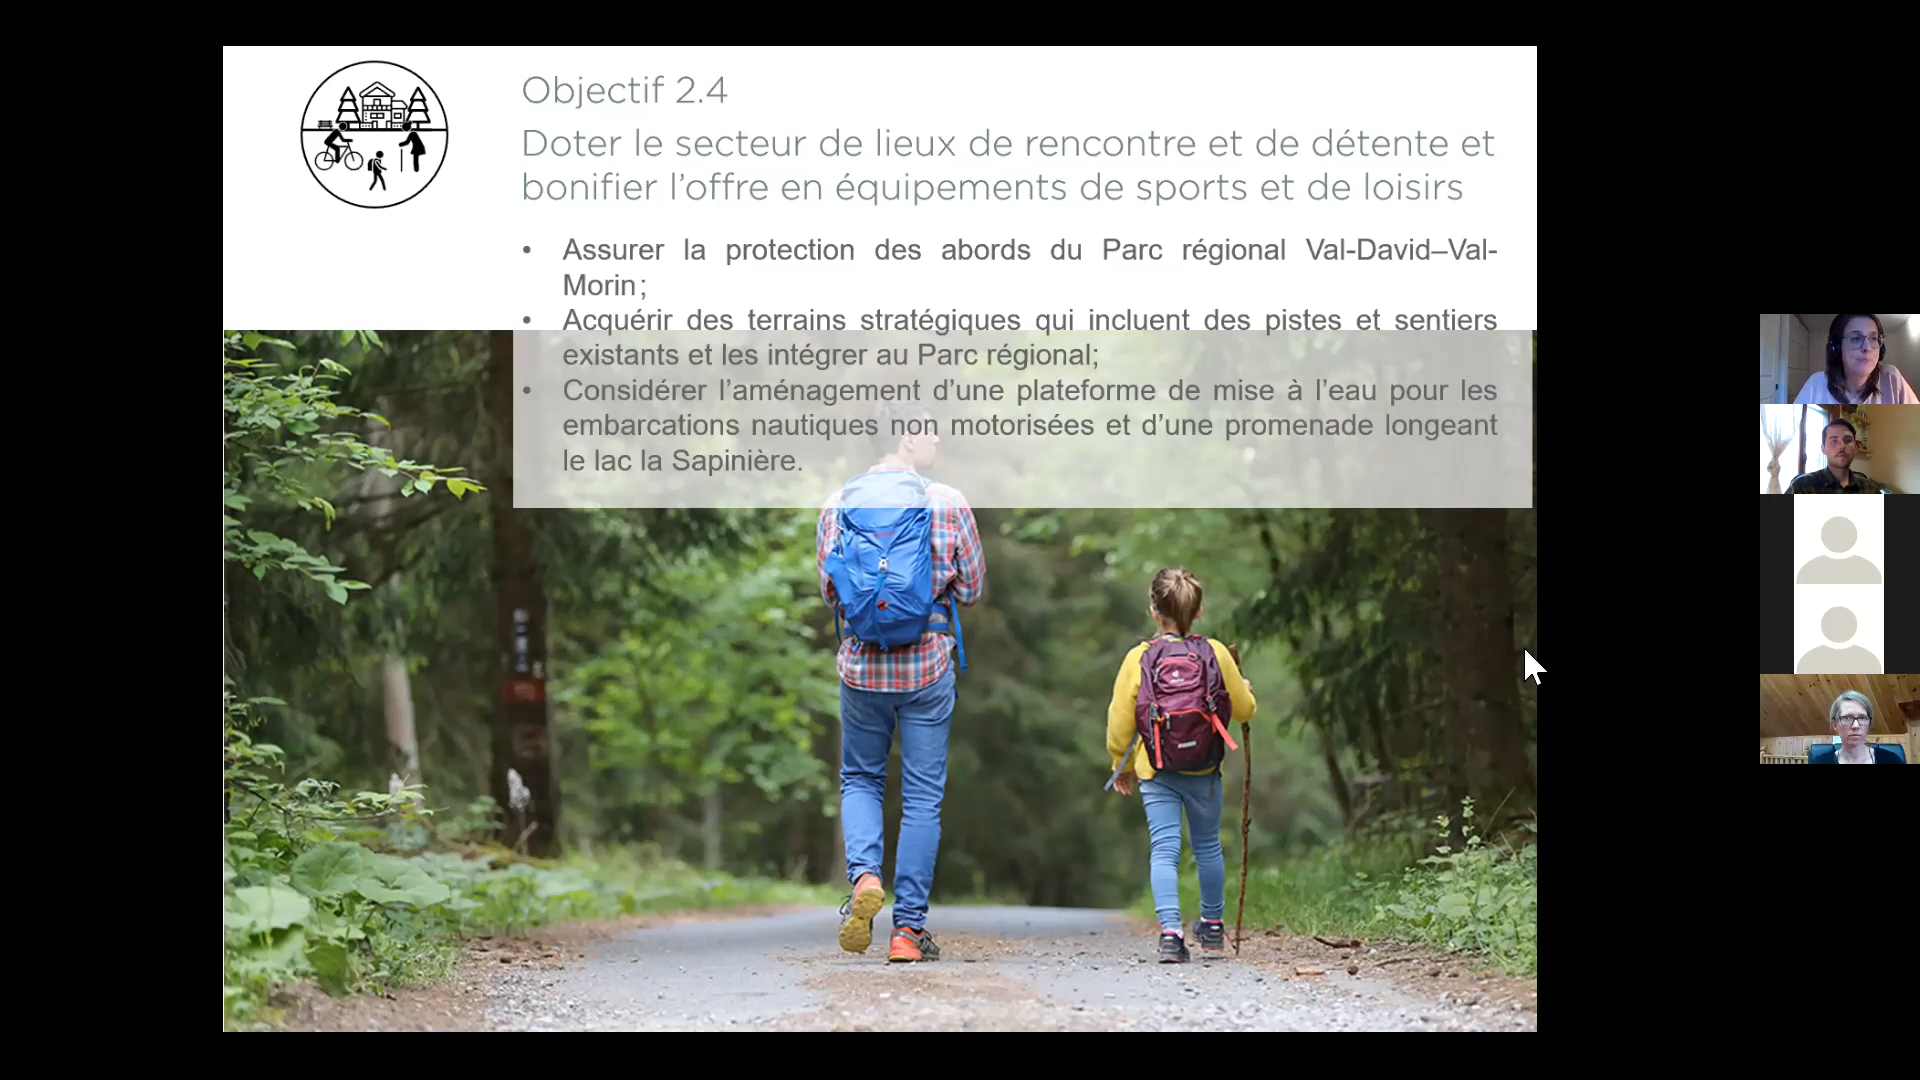 Objectif 2.4
Doter le secteur de lieux de rencontre et de détente et
bonifier l’offre en équipements de sports et de loisirs
• Assurer la protection des abords du Parc régional Val-David–Val-
Morin ;
• Acquérir des terrains stratégiques qui incluent des pistes et sentiers
existants et les intégrer au Parc régional;
• Considérer l’aménagement d’une plateforme de mise à l’eau pour les
embarcations nautiques non motorisées et d’une promenade longeant
le lac la Sapinière.